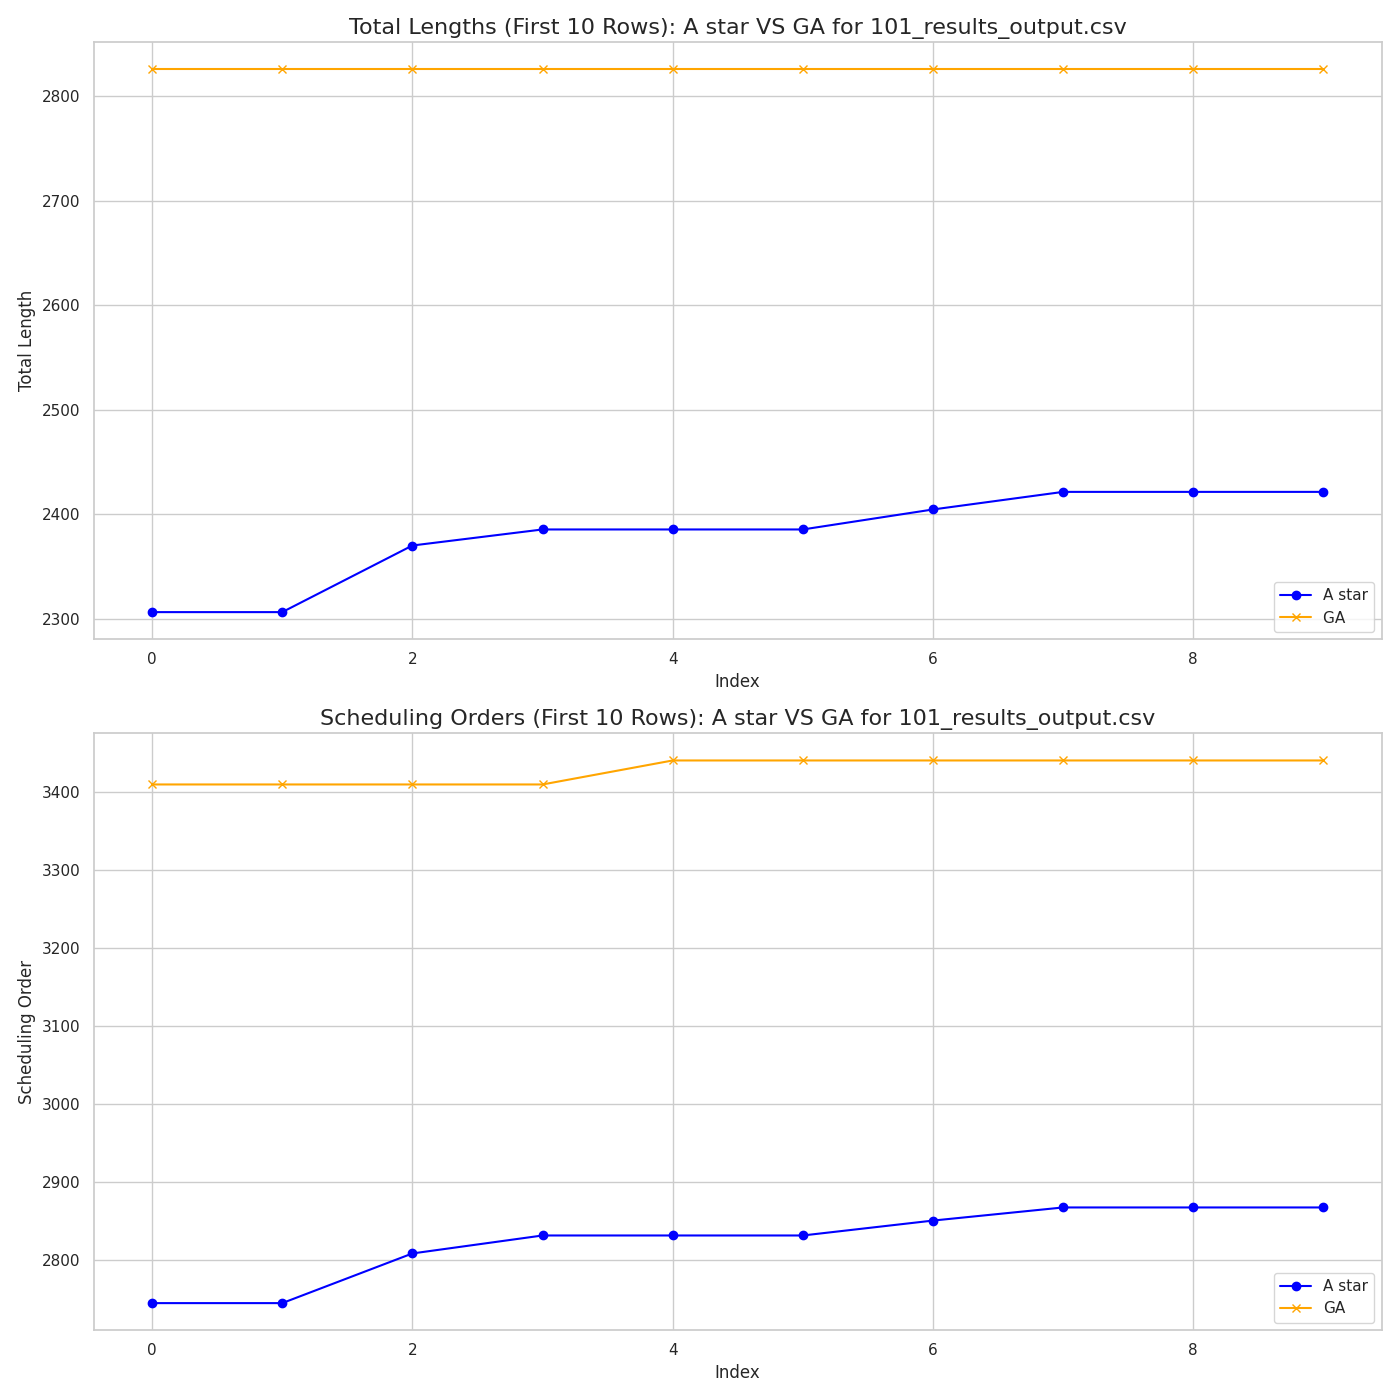 Total Lengths (First 10 Rows): A star VS GA for 101_results_output.csv
2800
2700
2600
2500
2400
2300
Total Length
A star
GA
0 2 4 6 8
Index
Scheduling Orders (First 10 Rows): A star VS GA for 101_results_output.csv
3400
3300
3200
3100
3000
2900
2800
Scheduling Order
A star
GA
0 2 4 6 8
Index